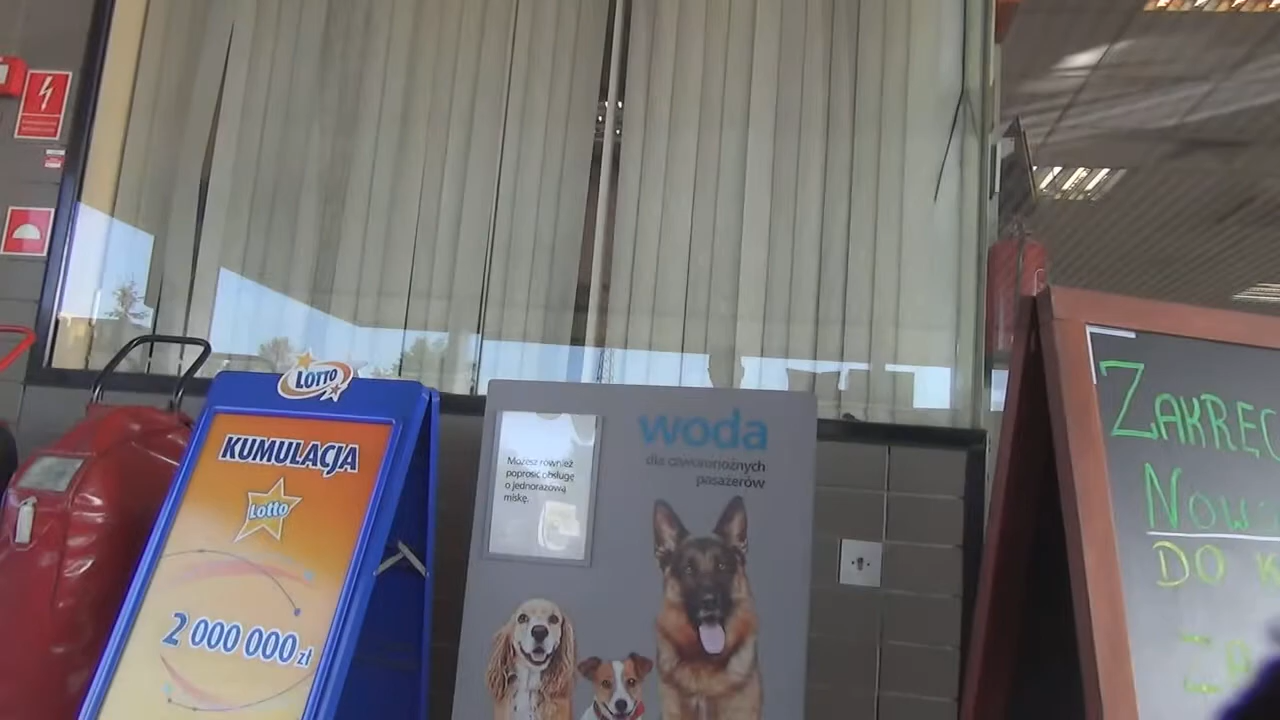 LOTTO
KUMULACJA
Lotto
2 000 000 zł
Możesz również
poprosić obsługę
o jednorazową
miskę.
woda
dla czworonożnych
pasażerów
ZAKRĘC
NOW
DO K